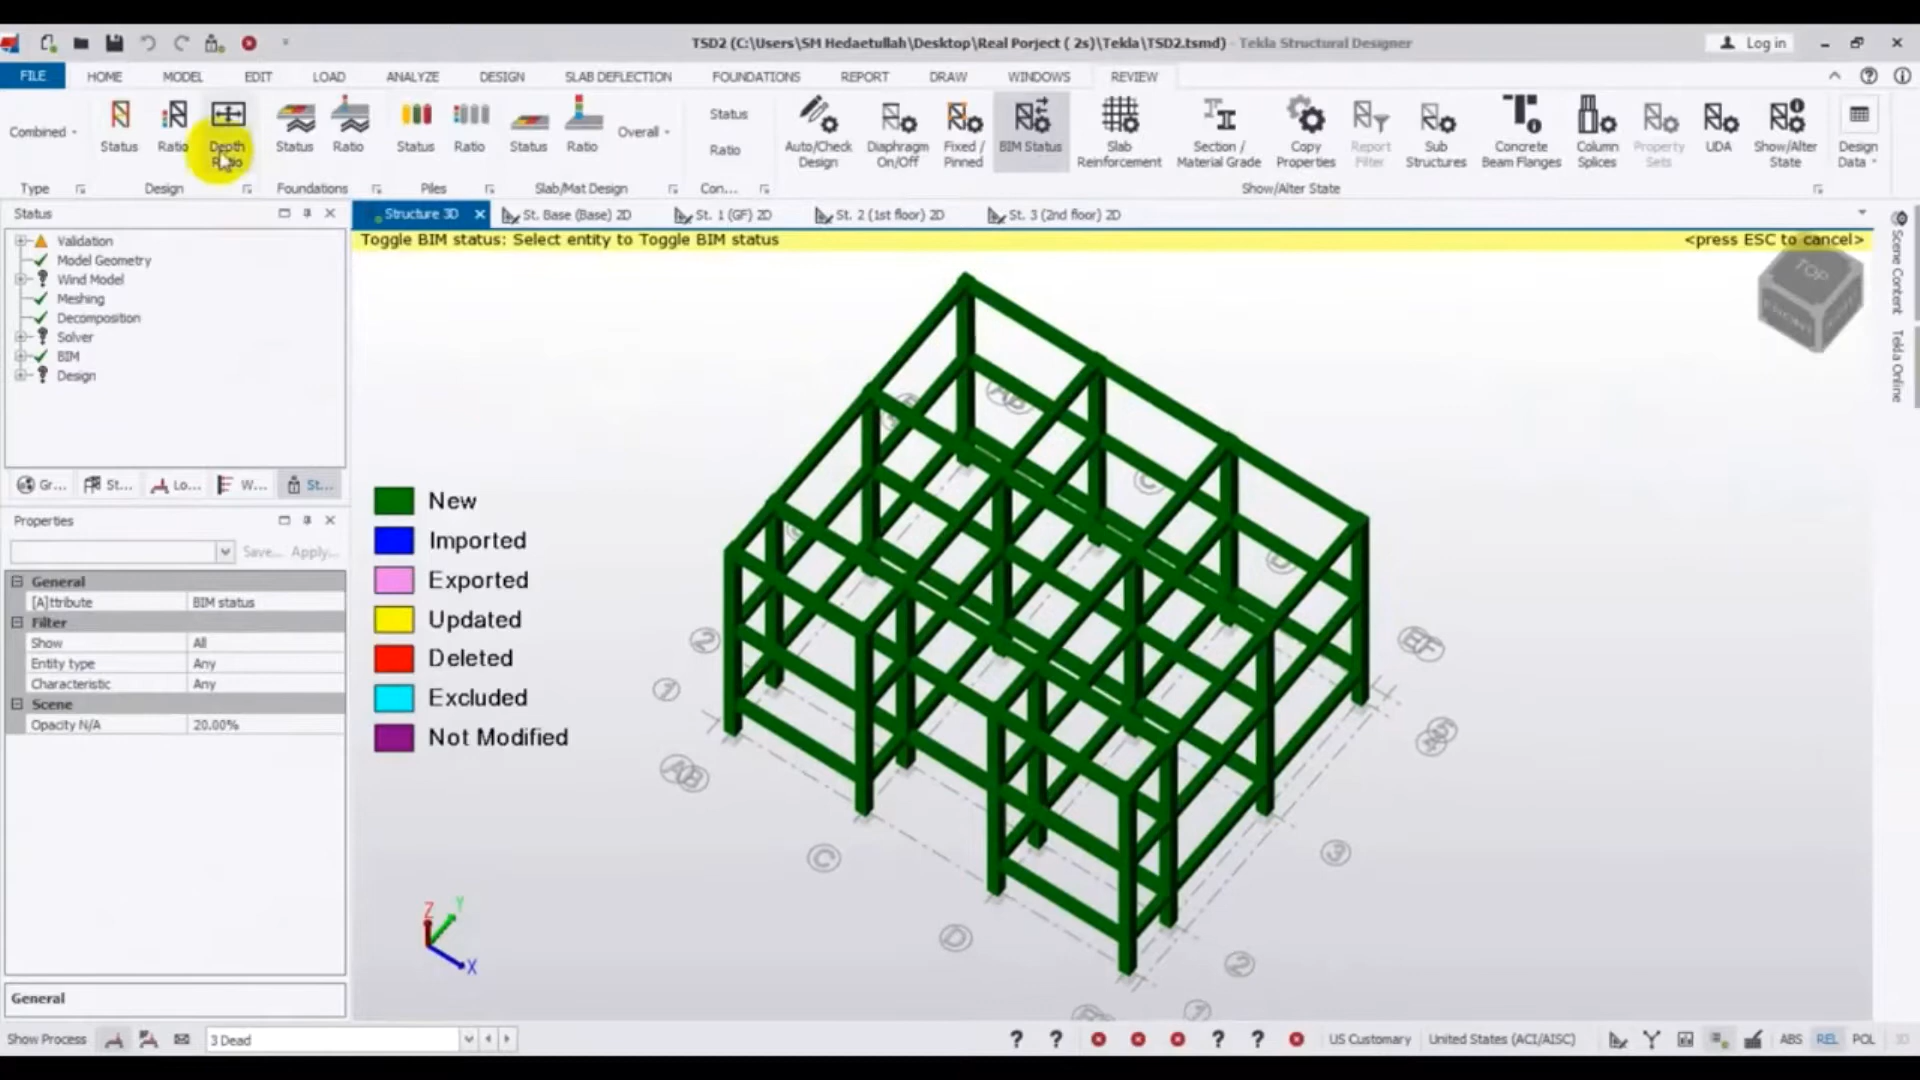 TSD2 (C:\Users\SM Hedaetullah\Desktop\Real Porject ( 2s)\Tekla\TSD2.tsmd) - Tekla Structural Designer
Log in
FILE HOME MODEL EDIT LOAD ANALYZE DESIGN SLAB DEFLECTION FOUNDATIONS REPORT DRAW WINDOWS REVIEW
Combined
Status Ratio Depth Ratio
Status Ratio
Status Ratio
Status Ratio Overall
Status
Ratio
Auto/Check Design
Diaphragm On/Off
Fixed / Pinned
BIM Status
Slab Reinforcement
Section / Material Grade
Copy Properties
Report Filter
Sub Structures
Concrete Beam Flanges
Column Splices
Property Sets
UDA
Show/Alter State
Design Data
Type Design Foundations Piles Slab/Mat Design Con... Show/Alter State
Status
Structure 3D St. Base (Base) 2D St. 1 (GF) 2D St. 2 (1st floor) 2D St. 3 (2nd floor) 2D
Toggle BIM status: Select entity to Toggle BIM status
<press ESC to cancel>
Validation
Model Geometry
Wind Model
Meshing
Decomposition
Solver
BIM
Design
Gr... St... Lo... W... St...
Properties
Save... Apply...
General
[A]ttribute BIM status
Filter
Show All
Entity type Any
Characteristic Any
Scene
Opacity N/A 20.00%
General
New
Imported
Exported
Updated
Deleted
Excluded
Not Modified
TOP
Scene Content
Tekla Online
2
1
C
D
3
2
1
C
D
Z
Y
X
Show Process
3 Dead
US Customary
United States (ACI/AISC)
ABS REL POL